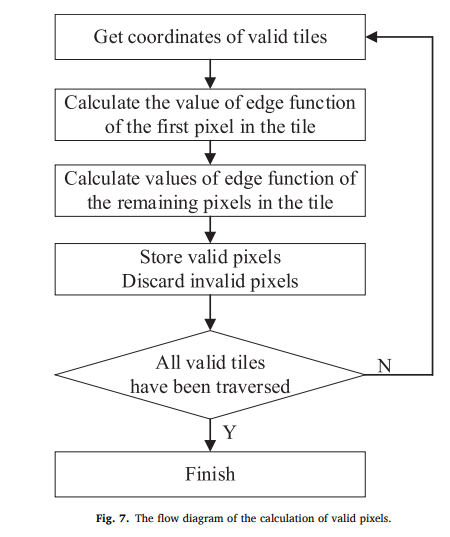 Get coordinates of valid tiles
Calculate the value of edge function
of the first pixel in the tile
Calculate values of edge function of
the remaining pixels in the tile
Store valid pixels
Discard invalid pixels
All valid tiles
have been traversed
N
Y
Finish
Fig. 7. The flow diagram of the calculation of valid pixels.